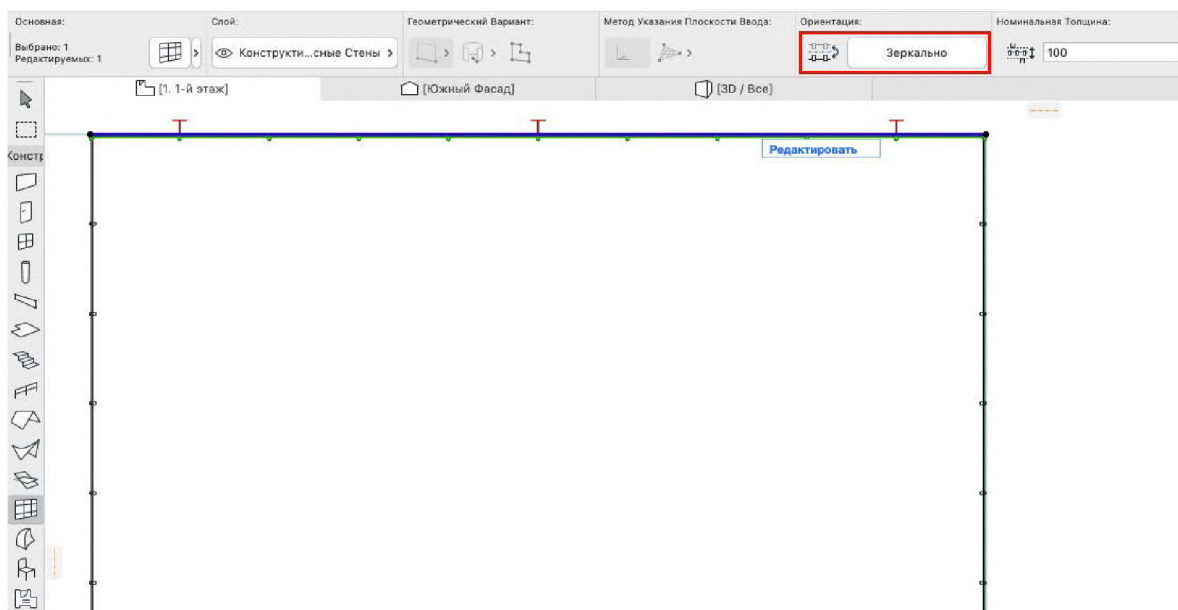 Основная:
Слой:
Геометрический Вариант:
Метод Указания Плоскости Ввода:
Ориентация:
Номинальная Толщина:
Выбрано: 1
Редактируемых: 1
Конструкти...сные Стены
Зеркально
100
[1. 1-й этаж]
[Южный Фасад]
[3D / Все]
Констр
Редактировать